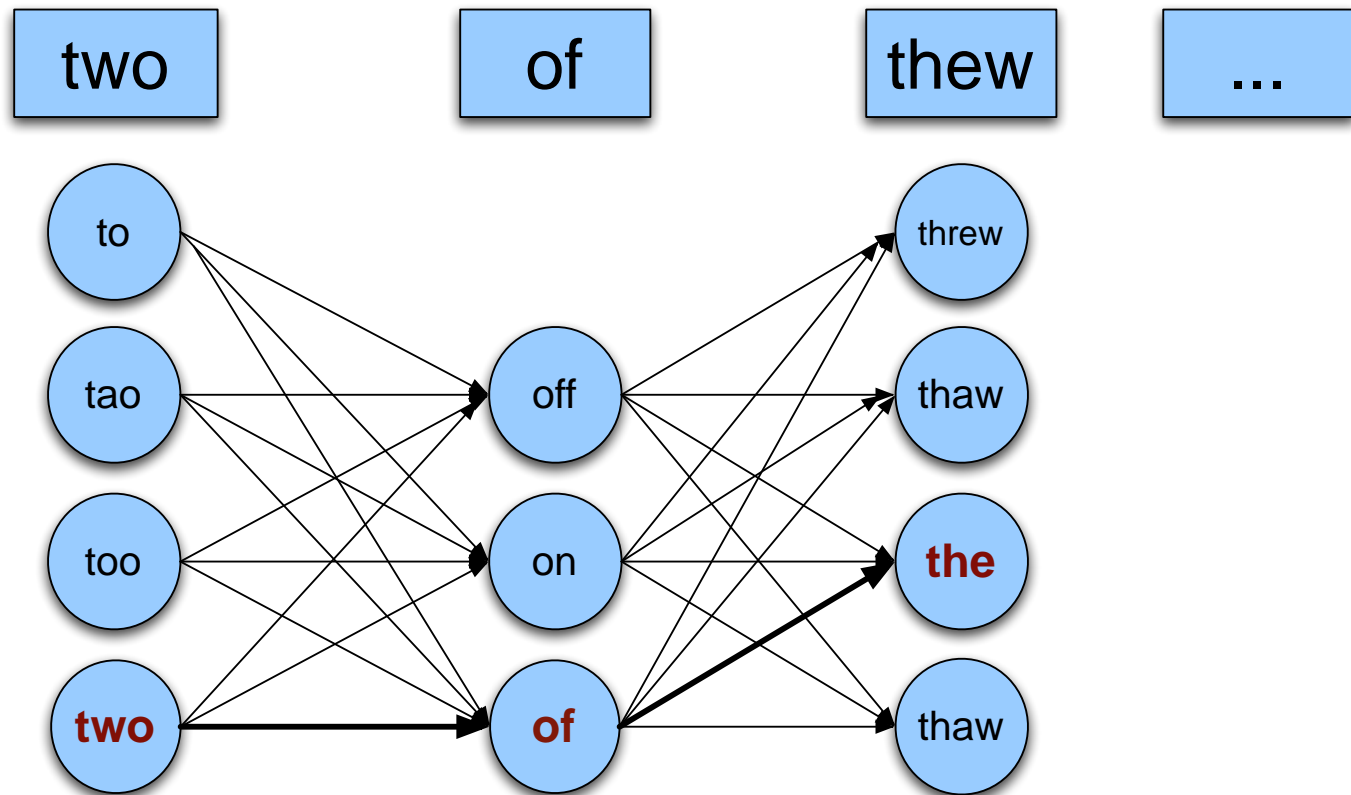 two of thew ...
to threw
tao off thaw
too on the
two of thaw